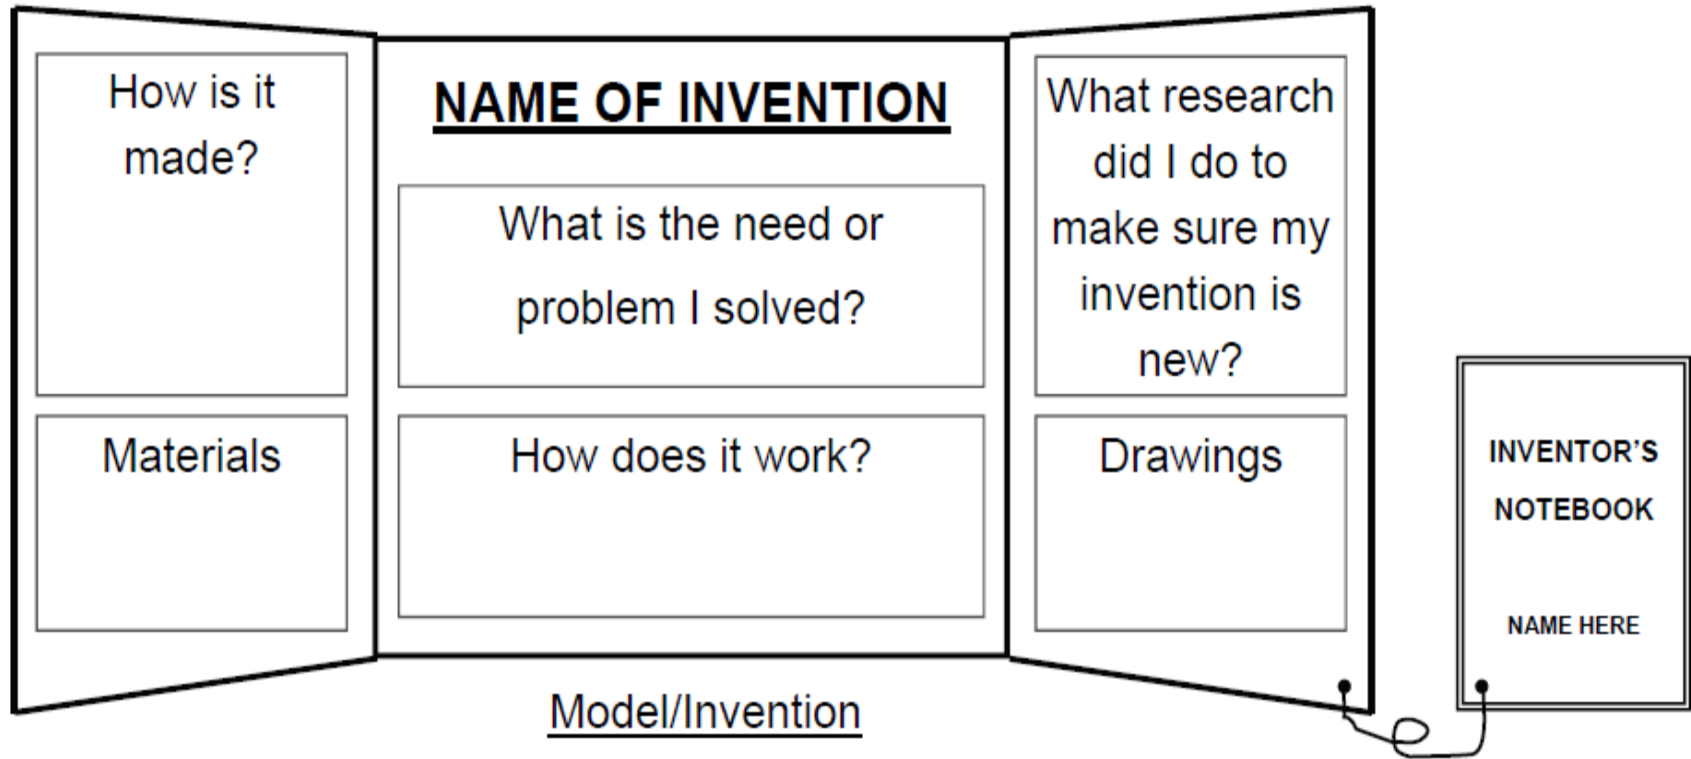 How is it
made?
Materials
NAME OF INVENTION
What is the need or
problem I solved?
How does it work?
What research
did I do to
make sure my
invention is
new?
Drawings
Model/Invention
INVENTOR'S
NOTEBOOK
NAME HERE